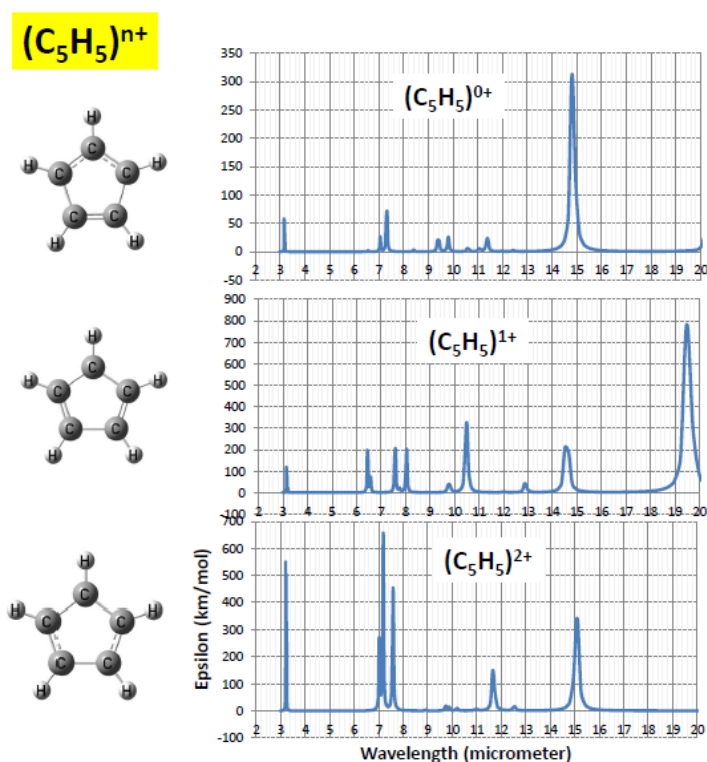 (C₅H₅)ⁿ⁺
(C₅H₅)⁰⁺
350
300
250
200
150
100
50
0
-50
2 3 4 5 6 7 8 9 10 11 12 13 14 15 16 17 18 19 20
H
H C H
C C
C C
H H
(C₅H₅)¹⁺
900
800
700
600
500
400
300
200
100
0
-100
2 3 4 5 6 7 8 9 10 11 12 13 14 15 16 17 18 19 20
H
H C H
C C
C C
H H
(C₅H₅)²⁺
700
600
500
400
300
200
100
0
-100
2 3 4 5 6 7 8 9 10 11 12 13 14 15 16 17 18 19 20
H
H C H
C C
C C
H H
Epsilon (km/mol)
Wavelength (micrometer)